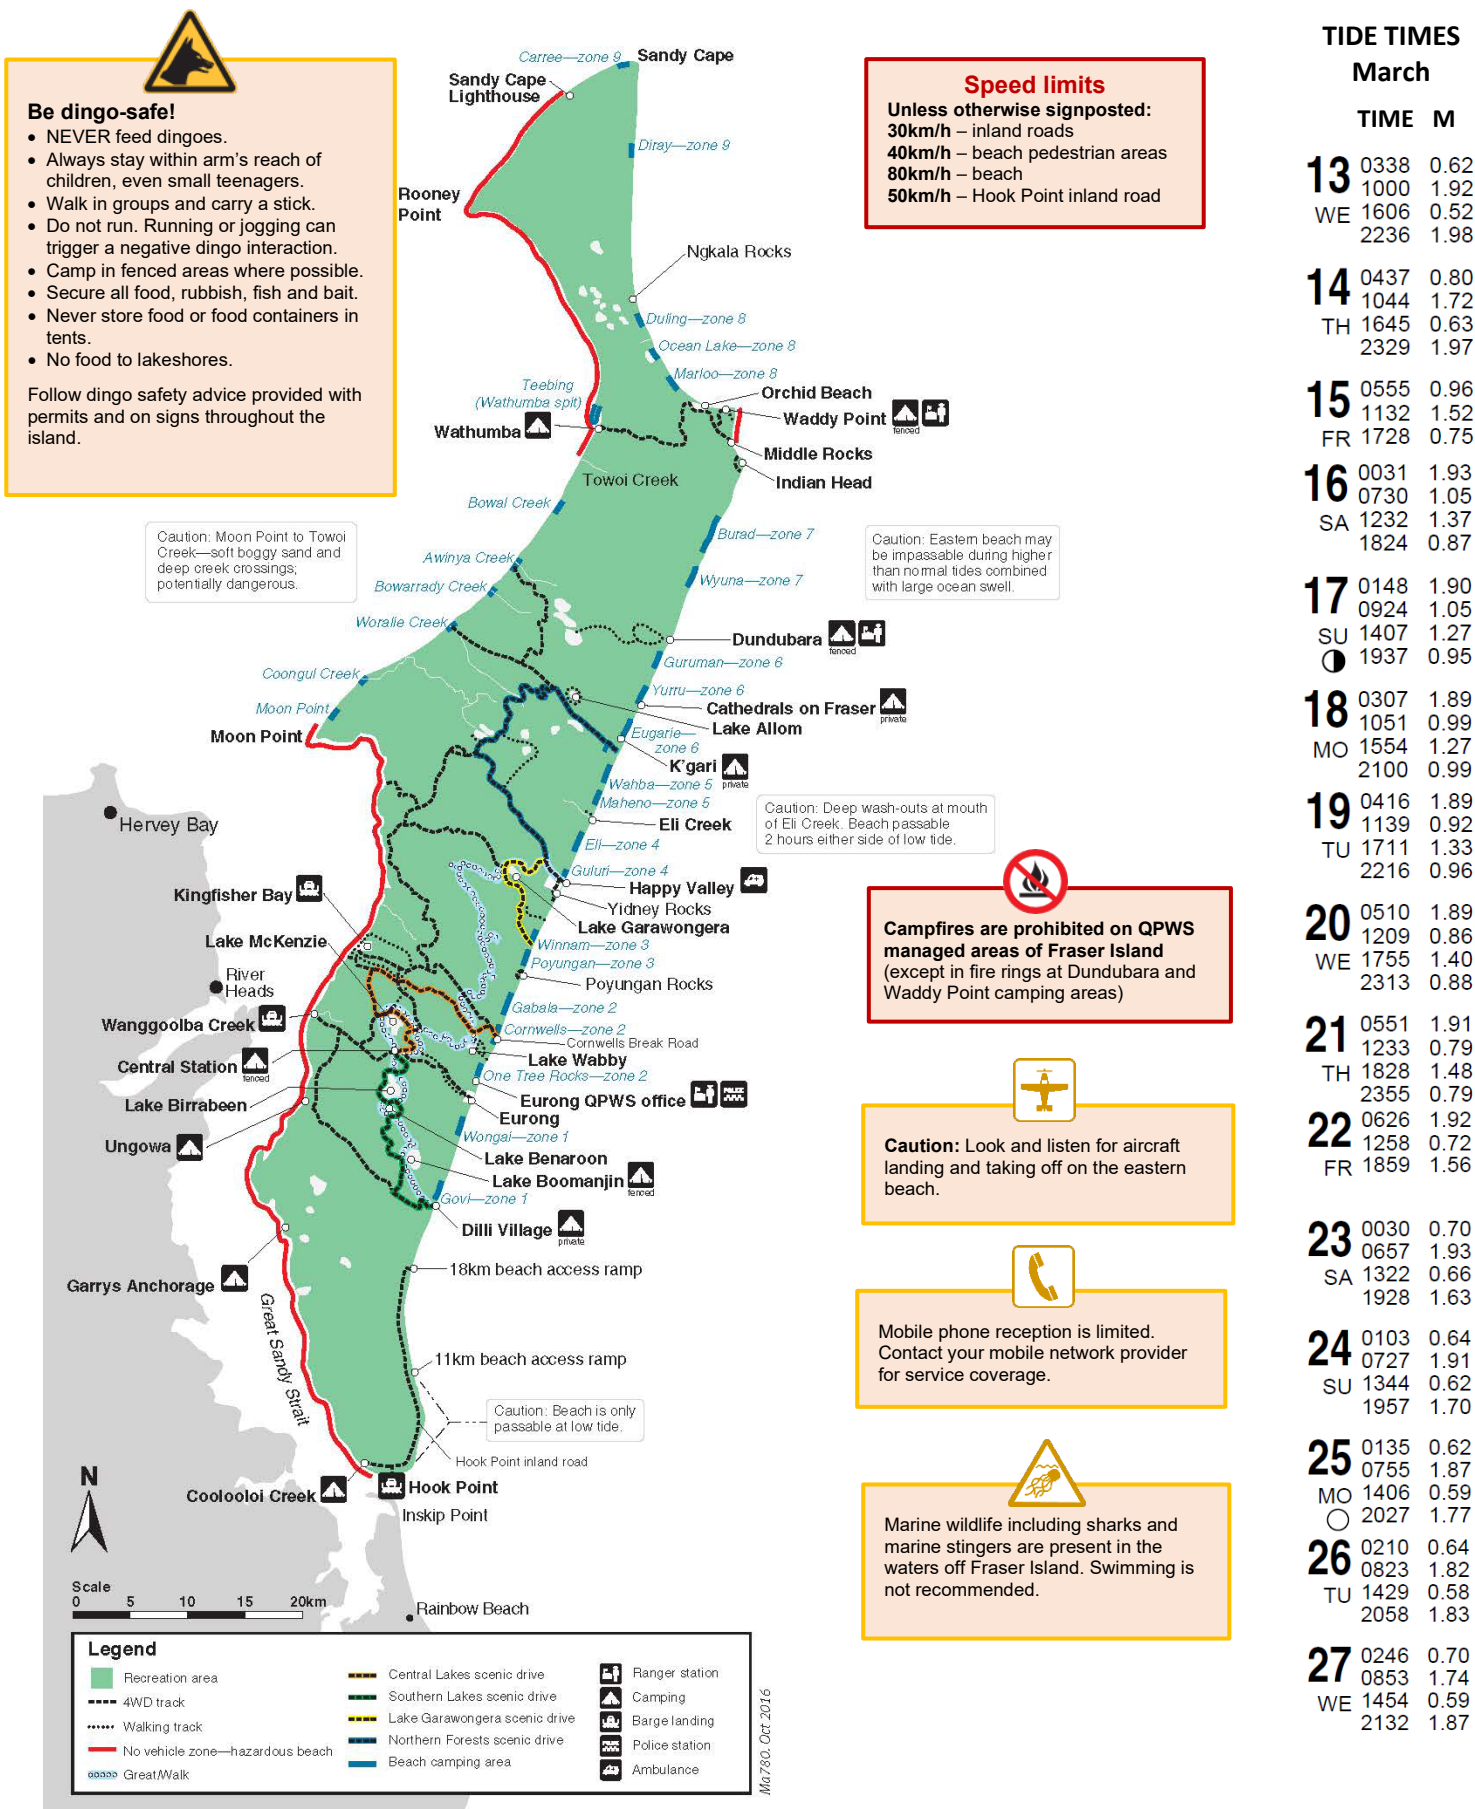 Be dingo-safe!
• NEVER feed dingoes.
• Always stay within arm's reach of
children, even small teenagers.
• Walk in groups and carry a stick.
• Do not run. Running or jogging can
trigger a negative dingo interaction.
• Camp in fenced areas where possible.
• Secure all food, rubbish, fish and bait.
• Never store food or food containers in
tents.
• No food to lakeshores.
Follow dingo safety advice provided with
permits and on signs throughout the
island.
Speed limits
Unless otherwise signposted:
30km/h – inland roads
40km/h – beach pedestrian areas
80km/h – beach
50km/h – Hook Point inland road
Carree—zone 9
Sandy Cape
Sandy Cape
Lighthouse
Diray—zone 9
Rooney
Point
Ngkala Rocks
Duling—zone 8
Ocean Lake—zone 8
Marloo—zone 8
Teebing
(Wathumba spit)
Orchid Beach
Waddy Point
fenced
Wathumba
Middle Rocks
Towoi Creek
Indian Head
Bowal Creek
Burad—zone 7
Caution: Moon Point to Towoi
Creek—soft boggy sand and
deep creek crossings;
potentially dangerous.
Caution: Eastern beach may
be impassable during higher
than normal tides combined
with large ocean swell.
Awinya Creek
Wyuna—zone 7
Bowarrady Creek
Woralie Creek
Dundubara
fenced
Guruman—zone 6
Coongul Creek
Yurru—zone 6
Cathedrals on Fraser
private
Moon Point
Lake Allom
Moon Point
Eugarie—
zone 6
K'gari
private
Wahba—zone 5
Maheno—zone 5
Caution: Deep wash-outs at mouth
of Eli Creek. Beach passable
2 hours either side of low tide.
Hervey Bay
Eli Creek
Eli—zone 4
Guluri—zone 4
Happy Valley
Kingfisher Bay
Yidney Rocks
Lake Garawongera
Lake McKenzie
Winnam—zone 3
Poyungan—zone 3
River
Heads
Poyungan Rocks
Gabala—zone 2
Wanggoolba Creek
Cornwells—zone 2
Cornwells Break Road
Central Station
fenced
Lake Wabby
One Tree Rocks—zone 2
Lake Birrabeen
Eurong QPWS office
POLICE
Eurong
Ungowa
Wongai—zone 1
Lake Benaroon
Lake Boomanjin
fenced
Govi—zone 1
Dilli Village
private
18km beach access ramp
Garrys Anchorage
Great Sandy Strait
11km beach access ramp
Caution: Beach is only
passable at low tide.
Hook Point inland road
Coolooloi Creek
Hook Point
Inskip Point
N
Scale
0 5 10 15 20km
Rainbow Beach
Legend
Recreation area
4WD track
Walking track
No vehicle zone—hazardous beach
Great Walk
Central Lakes scenic drive
Southern Lakes scenic drive
Lake Garawongera scenic drive
Northern Forests scenic drive
Beach camping area
Ranger station
Camping
Barge landing
Police station
Ambulance
Ma780. Oct 2016
Campfires are prohibited on QPWS
managed areas of Fraser Island
(except in fire rings at Dundubara and
Waddy Point camping areas)
Caution: Look and listen for aircraft
landing and taking off on the eastern
beach.
Mobile phone reception is limited.
Contact your mobile network provider
for service coverage.
Marine wildlife including sharks and
marine stingers are present in the
waters off Fraser Island. Swimming is
not recommended.
TIDE TIMES
March
TIME M
13 0338 0.62
1000 1.92
WE 1606 0.52
2236 1.98
14 0437 0.80
1044 1.72
TH 1645 0.63
2329 1.97
15 0555 0.96
1132 1.52
FR 1728 0.75
16 0031 1.93
0730 1.05
SA 1232 1.37
1824 0.87
17 0148 1.90
0924 1.05
SU 1407 1.27
1937 0.95
18 0307 1.89
1051 0.99
MO 1554 1.27
2100 0.99
19 0416 1.89
1139 0.92
TU 1711 1.33
2216 0.96
20 0510 1.89
1209 0.86
WE 1755 1.40
2313 0.88
21 0551 1.91
1233 0.79
TH 1828 1.48
2355 0.79
22 0626 1.92
1258 0.72
FR 1859 1.56
23 0030 0.70
0657 1.93
SA 1322 0.66
1928 1.63
24 0103 0.64
0727 1.91
SU 1344 0.62
1957 1.70
25 0135 0.62
0755 1.87
MO 1406 0.59
2027 1.77
26 0210 0.64
0823 1.82
TU 1429 0.58
2058 1.83
27 0246 0.70
0853 1.74
WE 1454 0.59
2132 1.87